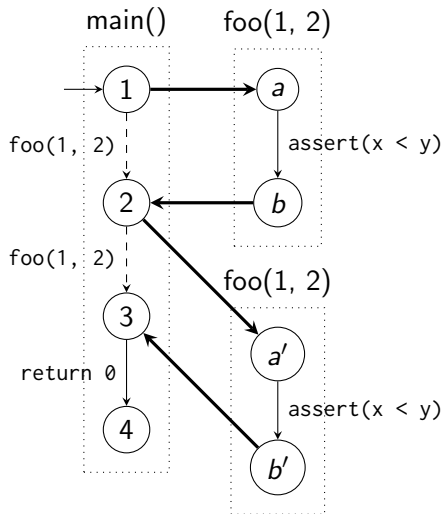 main()
foo(1, 2)
1
a
foo(1, 2)
assert(x < y)
2
b
foo(1, 2)
foo(1, 2)
3
a′
return 0
assert(x < y)
4
b′